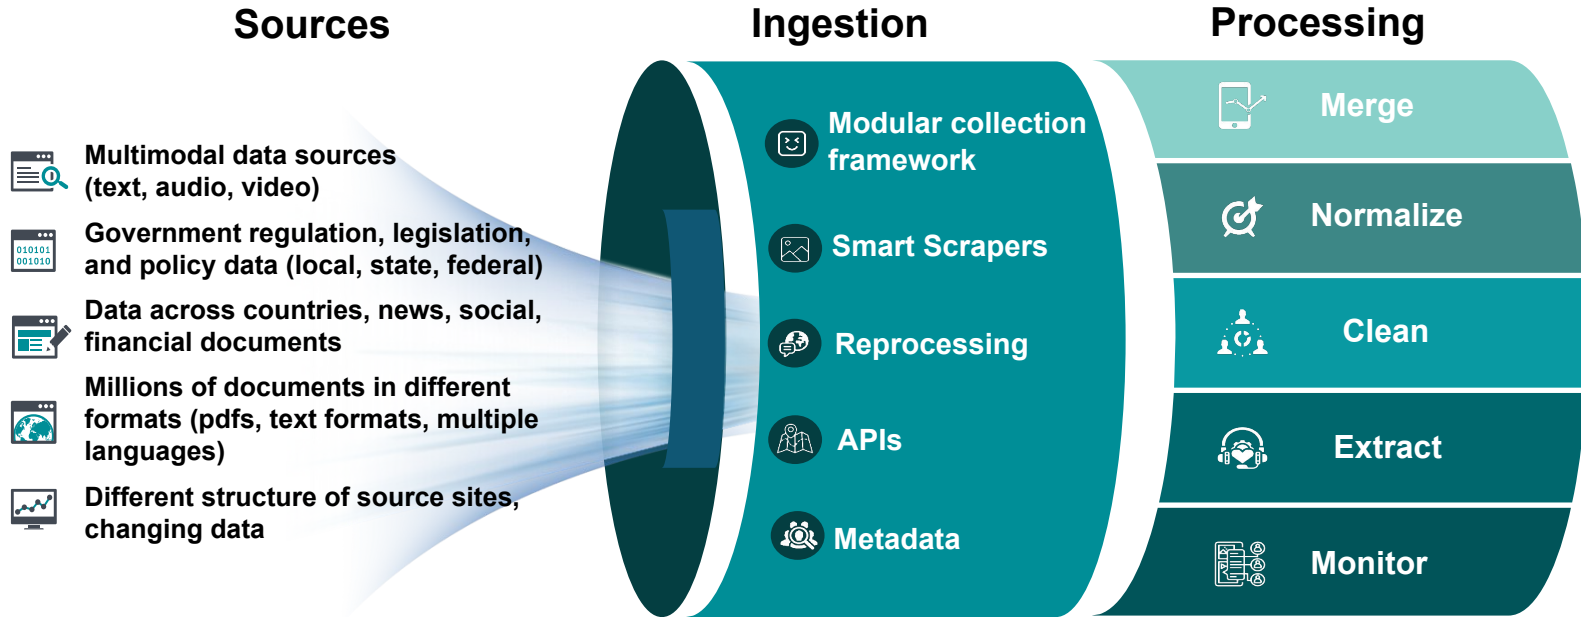 Sources
Multimodal data sources
(text, audio, video)
Government regulation, legislation,
and policy data (local, state, federal)
Data across countries, news, social,
financial documents
Millions of documents in different
formats (pdfs, text formats, multiple
languages)
Different structure of source sites,
changing data
010101
001010
Ingestion
Modular collection
framework
Smart Scrapers
Reprocessing
APIs
Metadata
Processing
Merge
Normalize
Clean
Extract
Monitor